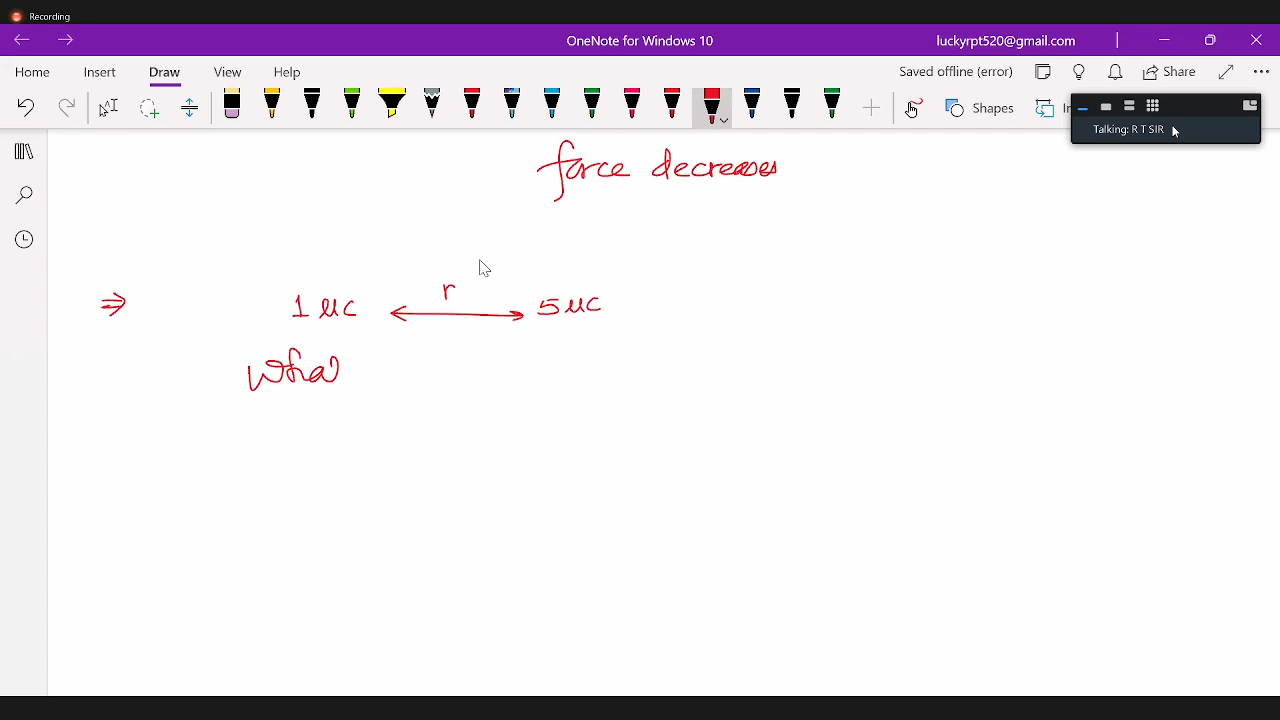 Recording
OneNote for Windows 10
luckyrpt520@gmail.com
Home Insert Draw View Help
Saved offline (error)
Share
Shapes
In
Talking: R T SIR
force decreases
r
⇒ 1 μC ⟷ 5 μC
What